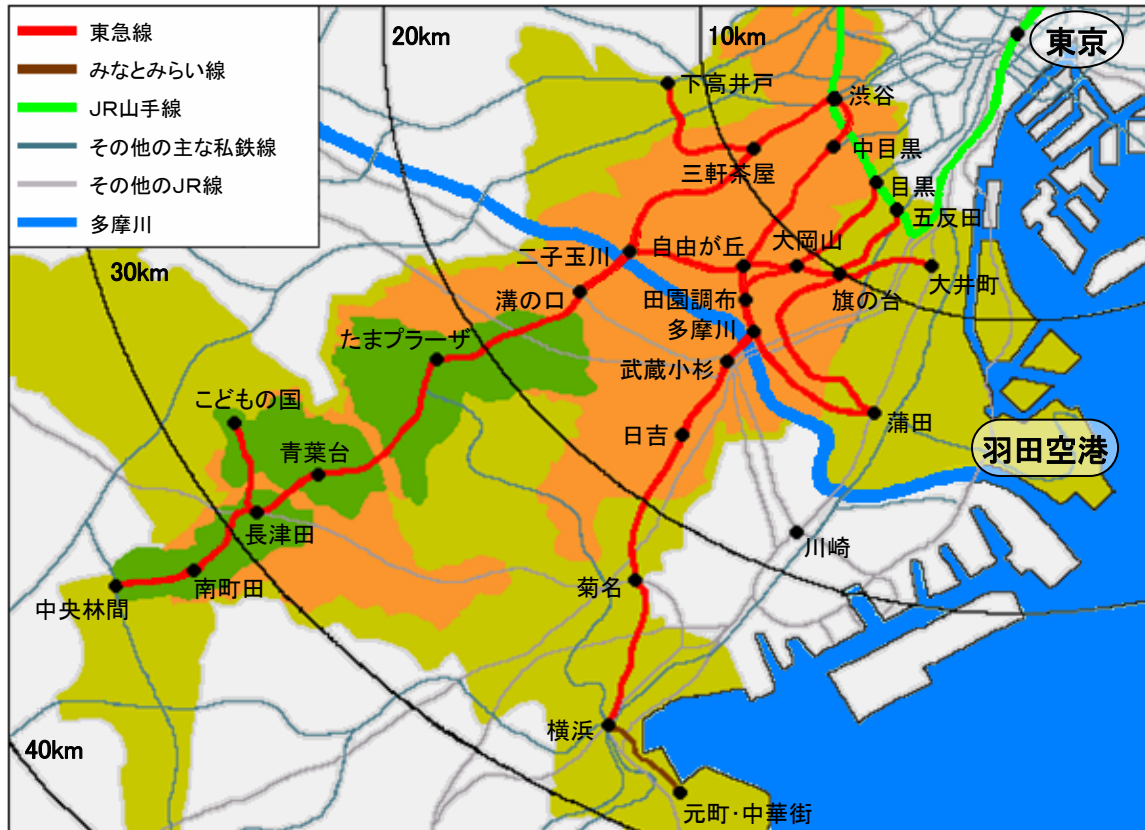 東急線
みなとみらい線
JR山手線
その他の主な私鉄線
その他のJR線
多摩川
20km
10km
東京
下高井戸
渋谷
中目黒
三軒茶屋
目黒
五反田
二子玉川
自由が丘
大岡山
30km
溝の口
田園調布
旗の台
大井町
多摩川
たまプラーザ
武蔵小杉
こどもの国
蒲田
日吉
羽田空港
青葉台
長津田
川崎
南町田
菊名
中央林間
横浜
40km
元町・中華街